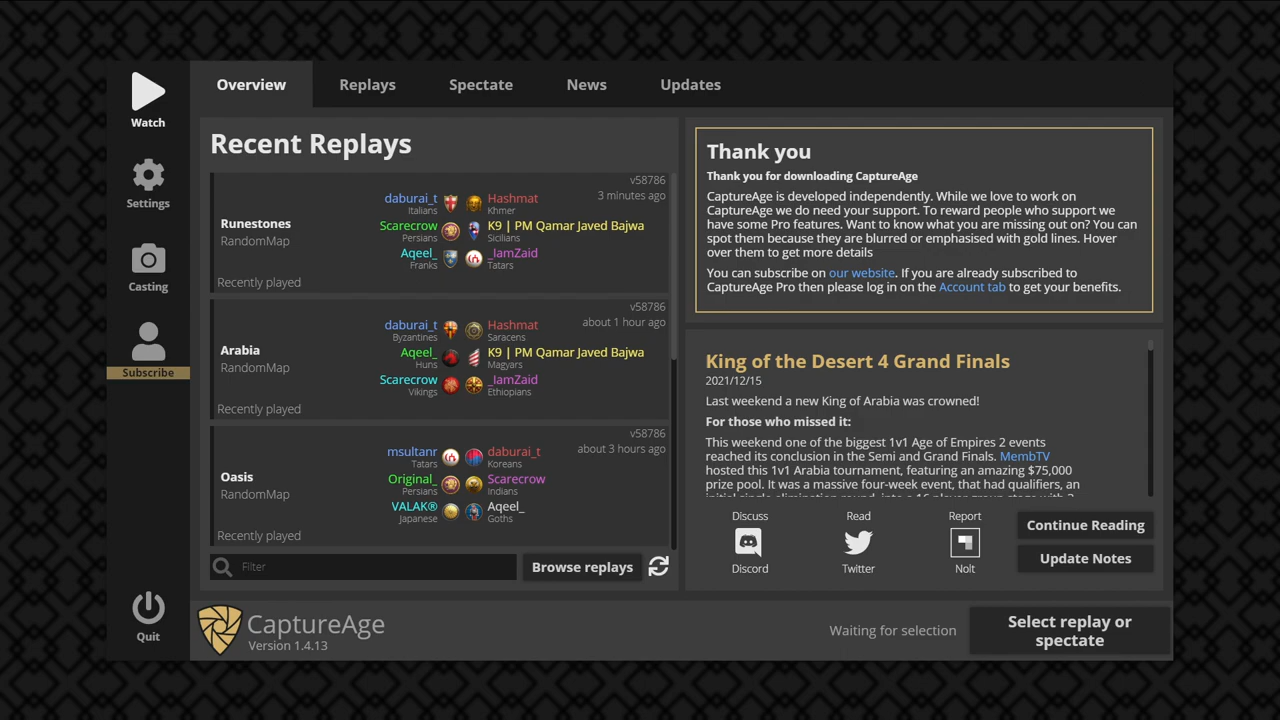 Watch
Settings
Casting
Subscribe
Quit
Overview
Replays
Spectate
News
Updates
Recent Replays
v58786
3 minutes ago
Runestones
RandomMap
Recently played
daburai_t
Italians
Hashmat
Khmer
Scarecrow
Persians
K9 | PM Qamar Javed Bajwa
Sicilians
Aqeel_
Franks
_IamZaid
Tatars
v58786
about 1 hour ago
Arabia
RandomMap
Recently played
daburai_t
Byzantines
Hashmat
Saracens
Aqeel_
Huns
K9 | PM Qamar Javed Bajwa
Magyars
Scarecrow
Vikings
_IamZaid
Ethiopians
v58786
about 3 hours ago
Oasis
RandomMap
Recently played
msultanr
Tatars
daburai_t
Koreans
Original_
Persians
Scarecrow
Indians
VALAK®
Japanese
Aqeel_
Goths
Filter
Browse replays
Thank you
Thank you for downloading CaptureAge
CaptureAge is developed independently. While we love to work on
CaptureAge we do need your support. To reward people who support we
have some Pro features. Want to know what you are missing out on? You can
spot them because they are blurred or emphasised with gold lines. Hover
over them to get more details
You can subscribe on our website. If you are already subscribed to
CaptureAge Pro then please log in on the Account tab to get your benefits.
King of the Desert 4 Grand Finals
2021/12/15
Last weekend a new King of Arabia was crowned!
For those who missed it:
This weekend one of the biggest 1v1 Age of Empires 2 events
reached its conclusion in the Semi and Grand Finals. MembTV
hosted this 1v1 Arabia tournament, featuring an amazing $75,000
prize pool. It was a massive four-week event, that had qualifiers, an
initial single elimination round, into a 16 player group stage with 3
Discuss
Discord
Read
Twitter
Report
Nolt
Continue Reading
Update Notes
CaptureAge
Version 1.4.13
Waiting for selection
Select replay or
spectate